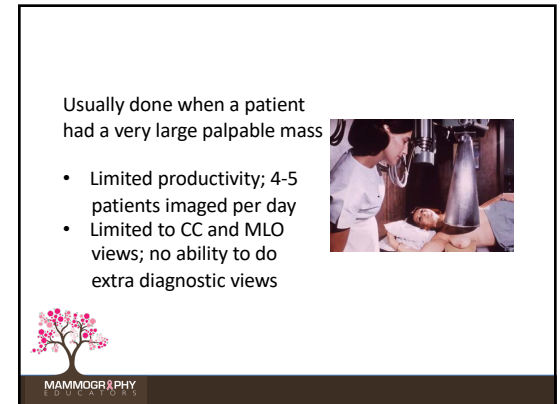 Usually done when a patient
had a very large palpable mass
• Limited productivity; 4-5
patients imaged per day
• Limited to CC and MLO
views; no ability to do
extra diagnostic views
MAMMOGRAPHY
EDUCATORS